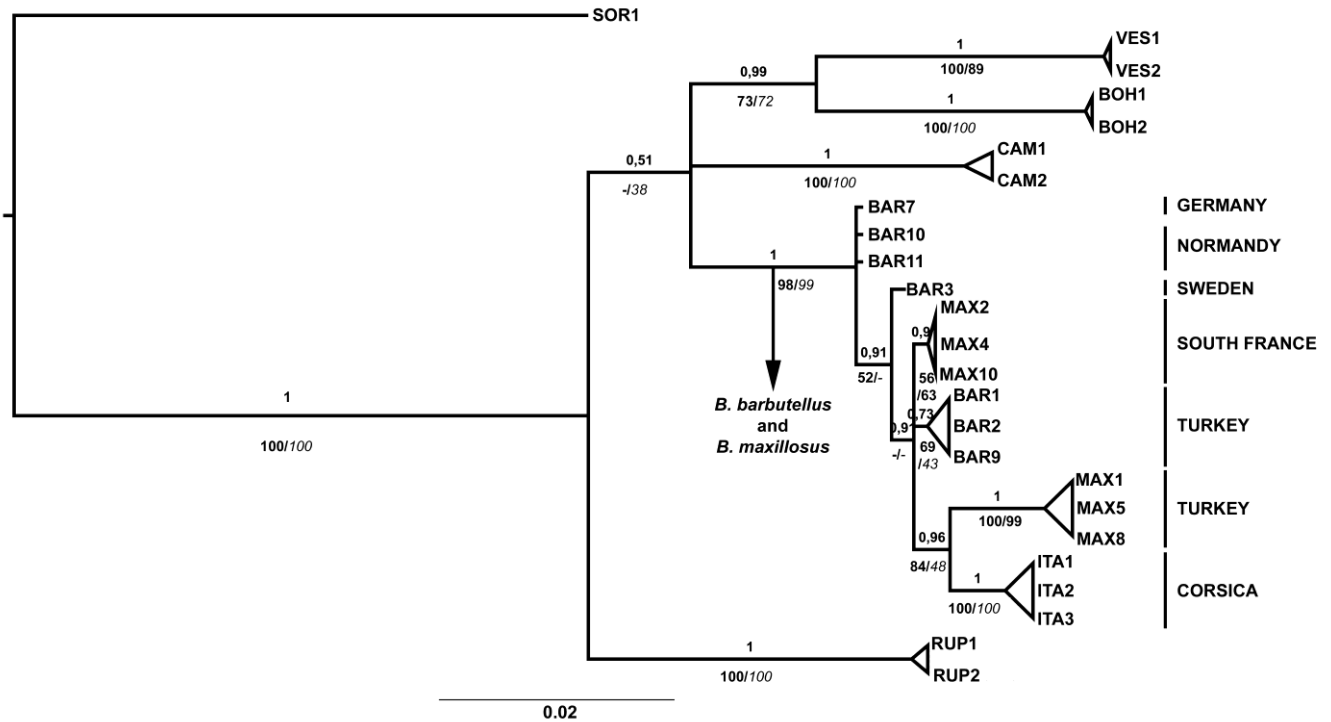 SOR1
1
VES1
0,99
100/89
VES2
73/72
1
BOH1
100/100
BOH2
0,51
1
CAM1
-/38
100/100
CAM2
BAR7
GERMANY
BAR10
NORMANDY
1
BAR11
98/99
BAR3
SWEDEN
MAX2
0,9
MAX4
SOUTH FRANCE
0,91
52/-
56
MAX10
/63
1
BAR1
B. barbutellus
0,73
and
0,91
BAR2
TURKEY
B. maxillosus
100/100
-/-
69
/43
BAR9
1
MAX1
100/99
MAX5
TURKEY
0,96
MAX8
84/48
ITA1
1
ITA2
CORSICA
100/100
ITA3
1
RUP1
100/100
RUP2
0.02